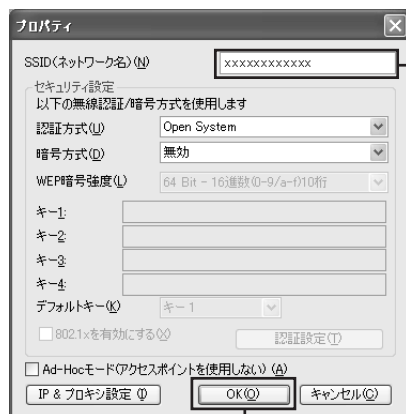 プロパティ
SSID(ネットワーク名)(N) xxxxxxxxxxxx
セキュリティ設定
以下の無線認証/暗号方式を使用します
認証方式(U) Open System
暗号方式(D) 無効
WEP暗号強度(L) 64 Bit - 16進数(0-9/a-f)10桁
キー1:
キー2:
キー3:
キー4:
デフォルトキー(K) キー 1
802.1xを有効にする(X) 認証設定(T)
Ad-Hocモード(アクセスポイントを使用しない) (A)
IP & プロキシ設定 (I) OK(O) キャンセル(C)